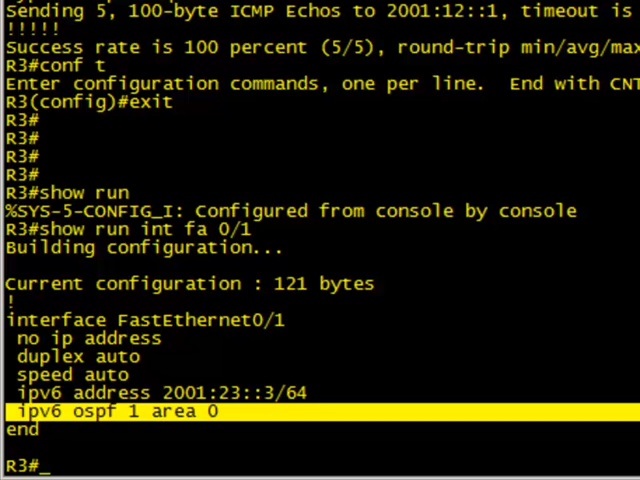 Sending 5, 100-byte ICMP Echos to 2001:12::1, timeout is
!!!!!
Success rate is 100 percent (5/5), round-trip min/avg/max
R3#conf t
Enter configuration commands, one per line.  End with CNT
R3(config)#exit
R3#
R3#
R3#
R3#
R3#show run
%SYS-5-CONFIG_I: Configured from console by console
R3#show run int fa 0/1
Building configuration...
Current configuration : 121 bytes
!
interface FastEthernet0/1
 no ip address
 duplex auto
 speed auto
 ipv6 address 2001:23::3/64
 ipv6 ospf 1 area 0
end
R3#_